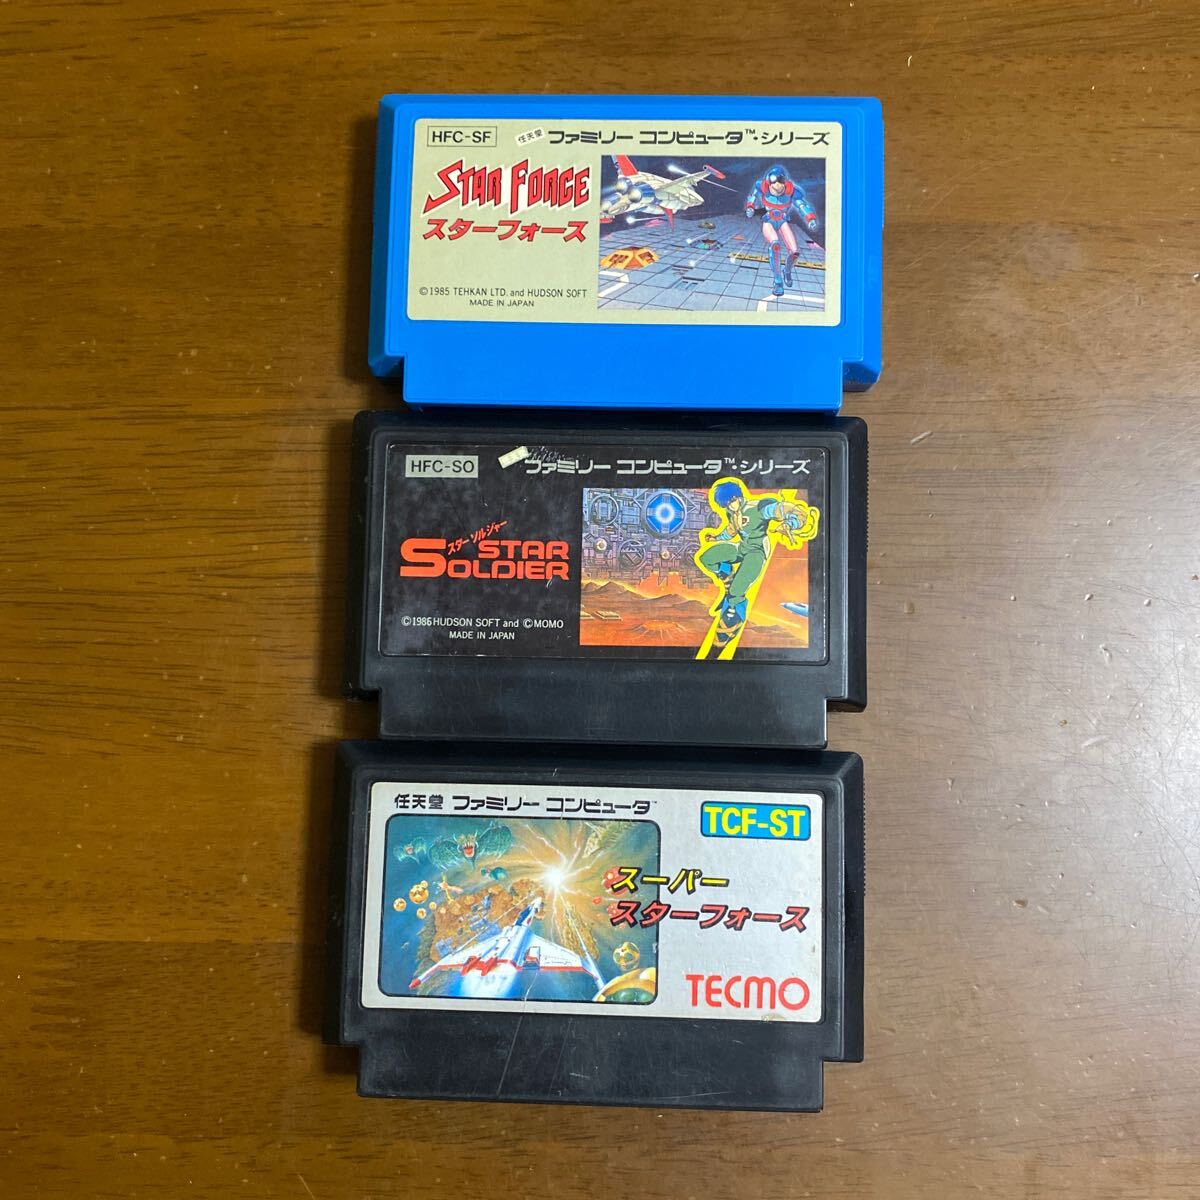 HFC-SF 任天堂 ファミリー コンピュータ™・シリーズ
STAR FORCE
スターフォース
©1985 TEHKAN LTD. and HUDSON SOFT
MADE IN JAPAN
HFC-SO ファミリー コンピュータ™・シリーズ
スター ソルジャー
STAR
SOLDIER
©1986 HUDSON SOFT and ©MOMO
MADE IN JAPAN
任天堂 ファミリー コンピュータ™
TCF-ST
スーパー
スターフォース
TECMO